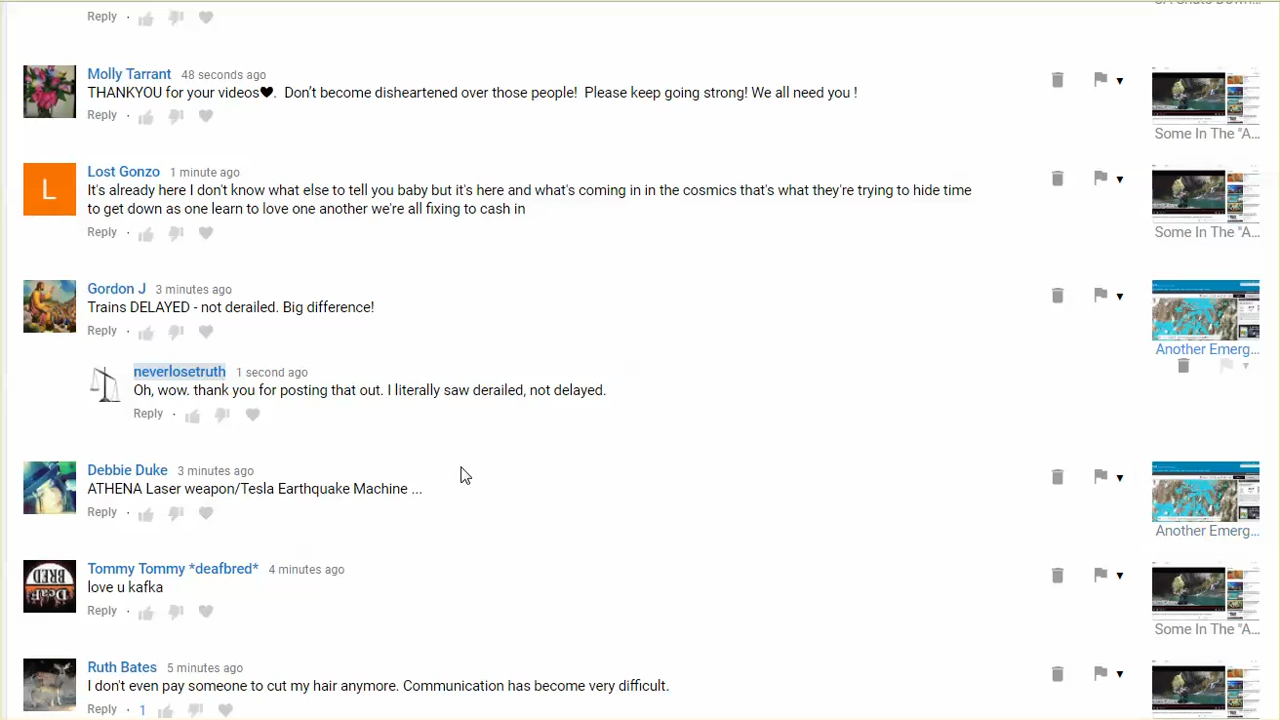 Reply ·
Molly Tarrant 48 seconds ago
THANKYOU for your videos♥. Don't become disheartened over people! Please keep going strong! We all need you !
Reply ·
Some In The "A...
Lost Gonzo 1 minute ago
It's already here I don't know what else to tell you baby but it's here and what's coming in in the cosmics that's what they're trying to hide time
to get down as one learn to love one another we're all fixing to cash in
Reply ·
Some In The "A...
Gordon J 3 minutes ago
Trains DELAYED - not derailed. Big difference!
Reply ·
Another Emerg...
neverlosetruth 1 second ago
Oh, wow. thank you for posting that out. I literally saw derailed, not delayed.
Reply ·
Debbie Duke 3 minutes ago
ATHENA Laser weapon/Tesla Earthquake Machine ...
Reply ·
Another Emerg...
Tommy Tommy *deafbred* 4 minutes ago
love u kafka
Reply ·
Some In The "A...
Ruth Bates 5 minutes ago
I dont even pay someone to cut my hair anymore. Communication has become very difficult.
Reply · 1